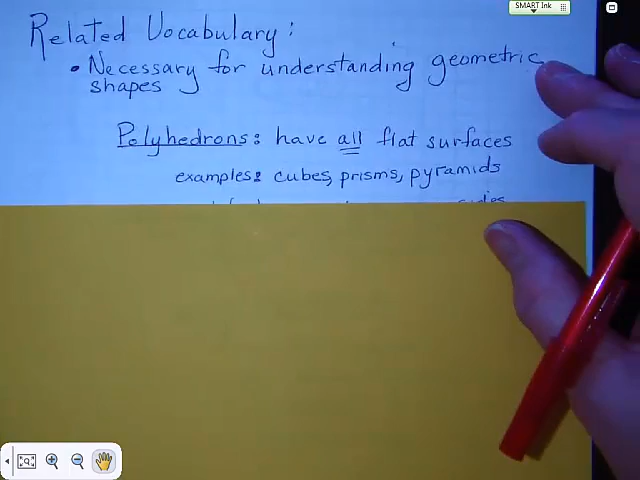 SMART Ink
Related Vocabulary:
• Necessary for understanding geometric
shapes
Polyhedrons: have all flat surfaces
examples: cubes, prisms, pyramids